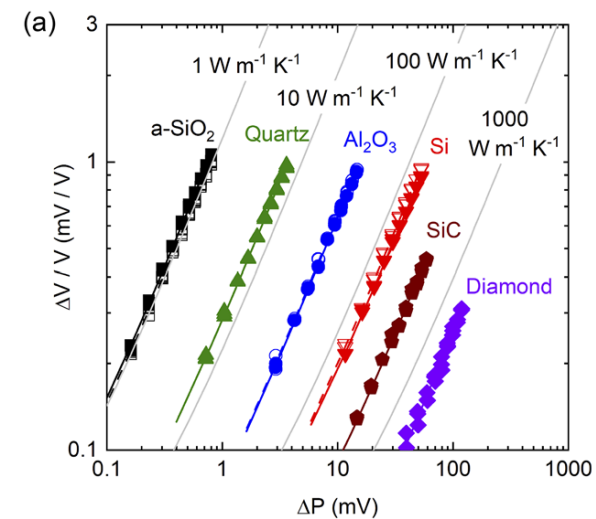 (a)
3
1 W m⁻¹ K⁻¹
100 W m⁻¹ K⁻¹
10 W m⁻¹ K⁻¹
1000
W m⁻¹ K⁻¹
a-SiO₂
Quartz
Al₂O₃
Si
SiC
Diamond
1
0.1
ΔV / V (mV / V)
0.1
1
10
100
1000
ΔP (mV)